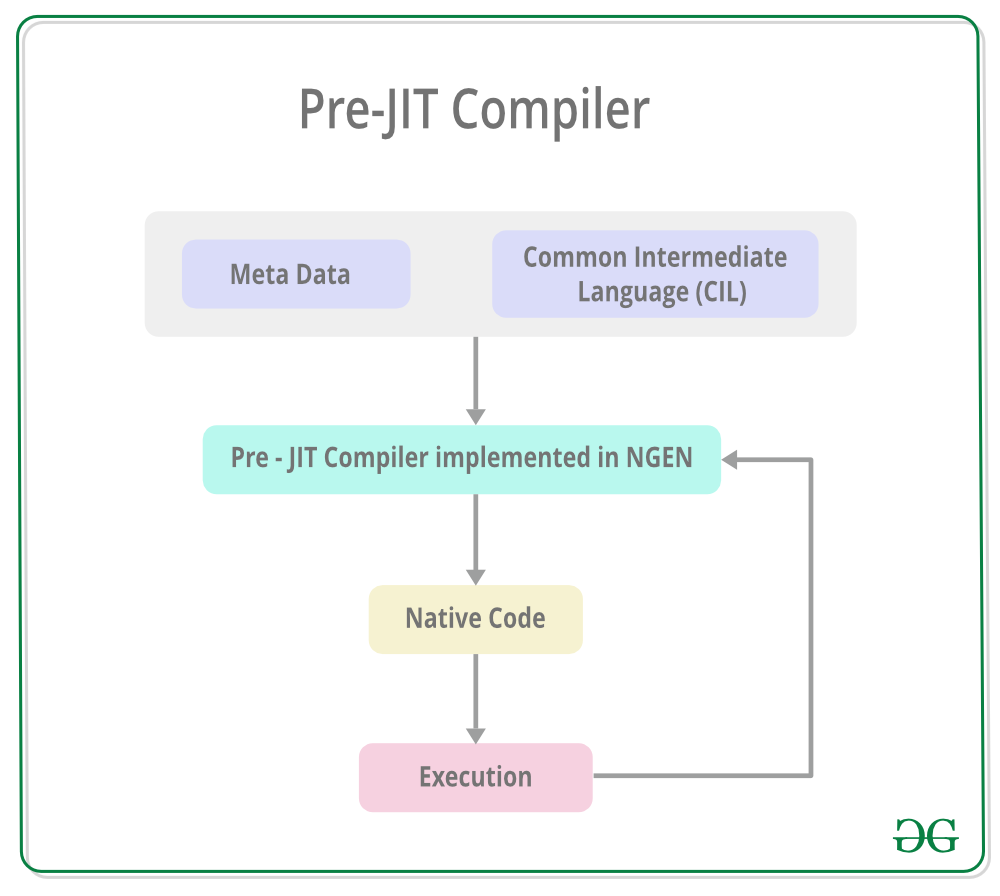 Pre-JIT Compiler
Meta Data
Common Intermediate
Language (CIL)
Pre - JIT Compiler implemented in NGEN
Native Code
Execution